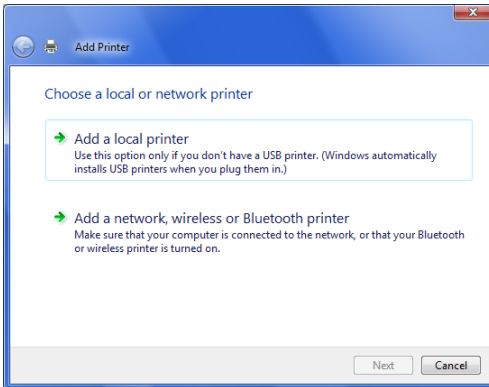 Add Printer
Choose a local or network printer
Add a local printer
Use this option only if you don't have a USB printer. (Windows automatically
installs USB printers when you plug them in.)
Add a network, wireless or Bluetooth printer
Make sure that your computer is connected to the network, or that your Bluetooth
or wireless printer is turned on.
Next Cancel